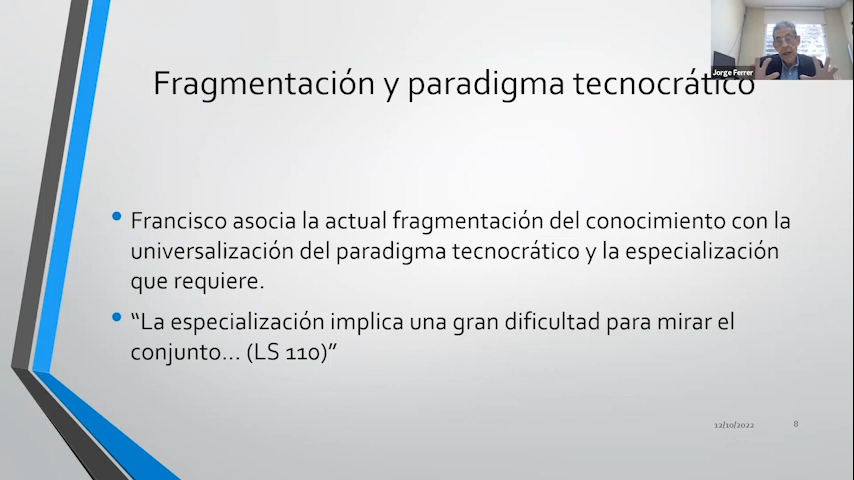 Jorge Ferrer
Fragmentación y paradigma tecnocrático
• Francisco asocia la actual fragmentación del conocimiento con la
universalización del paradigma tecnocrático y la especialización
que requiere.
• “La especialización implica una gran dificultad para mirar el
conjunto... (LS 110)”
12/10/2022
8